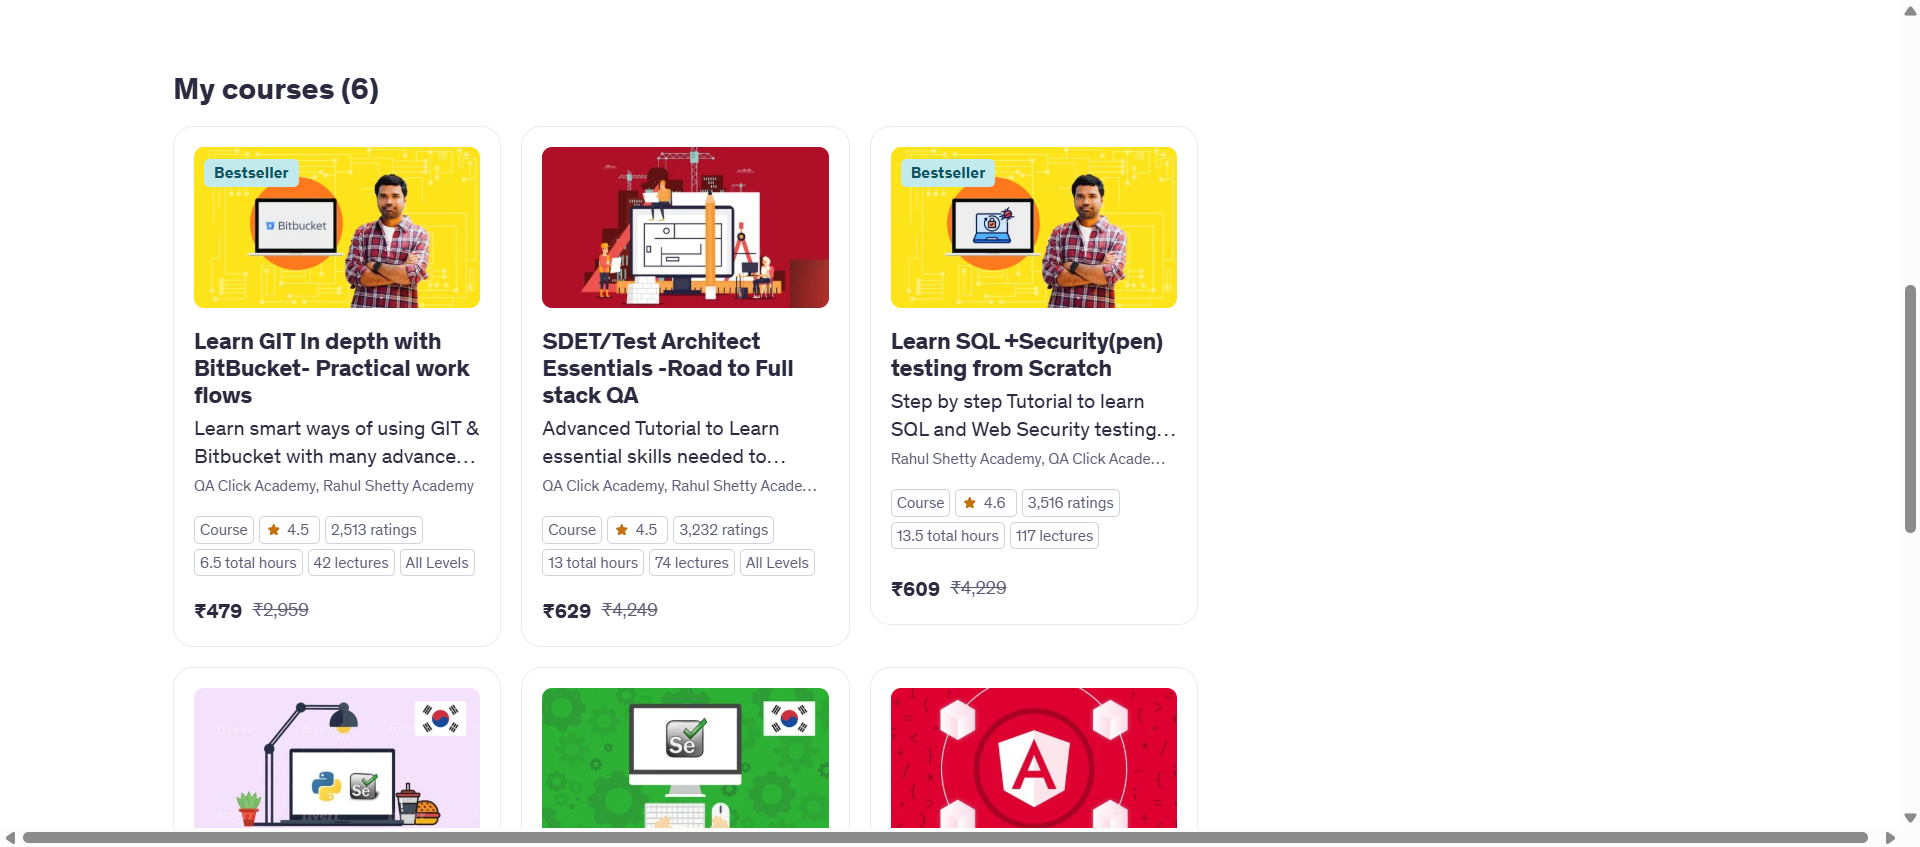 My courses (6)
Bestseller
Bitbucket
Learn GIT In depth with
BitBucket- Practical work
flows
Learn smart ways of using GIT &
Bitbucket with many advance...
QA Click Academy, Rahul Shetty Academy
Course
4.5
2,513 ratings
6.5 total hours
42 lectures
All Levels
₹479 ₹2,959
SDET/Test Architect
Essentials -Road to Full
stack QA
Advanced Tutorial to Learn
essential skills needed to...
QA Click Academy, Rahul Shetty Acade...
Course
4.5
3,232 ratings
13 total hours
74 lectures
All Levels
₹629 ₹4,249
Bestseller
Learn SQL +Security(pen)
testing from Scratch
Step by step Tutorial to learn
SQL and Web Security testing...
Rahul Shetty Academy, QA Click Acade...
Course
4.6
3,516 ratings
13.5 total hours
117 lectures
₹609 ₹4,229
Se
Se
A